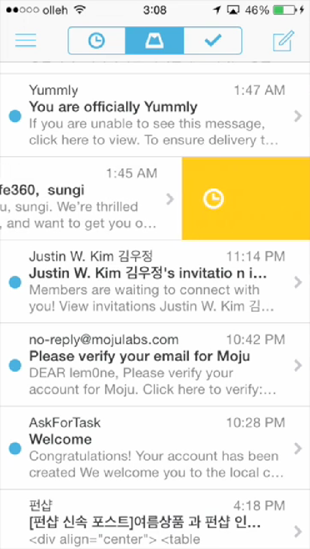 olleh 3:08 46%
Yummly 1:47 AM
You are officially Yummly
If you are unable to see this message,
click here to view. To ensure delivery t...
1:45 AM
fe360, sungi
u, sungi. We're thrilled
, and want to get you o...
Justin W. Kim 김우정 11:14 PM
Justin W. Kim 김우정's invitatio n i...
Members are waiting to connect with
you! View invitations Justin W. Kim 김...
no-reply@mojulabs.com 10:42 PM
Please verify your email for Moju
DEAR lem0ne, Please verify your
account for Moju. Click here to verify:...
AskForTask 10:28 PM
Welcome
Congratulations! Your account has been
created We welcome you to the local c...
펀샵 4:18 PM
[펀샵 신속 포스트]여름상품 과 펀샵 인...
<div align="center"> <table